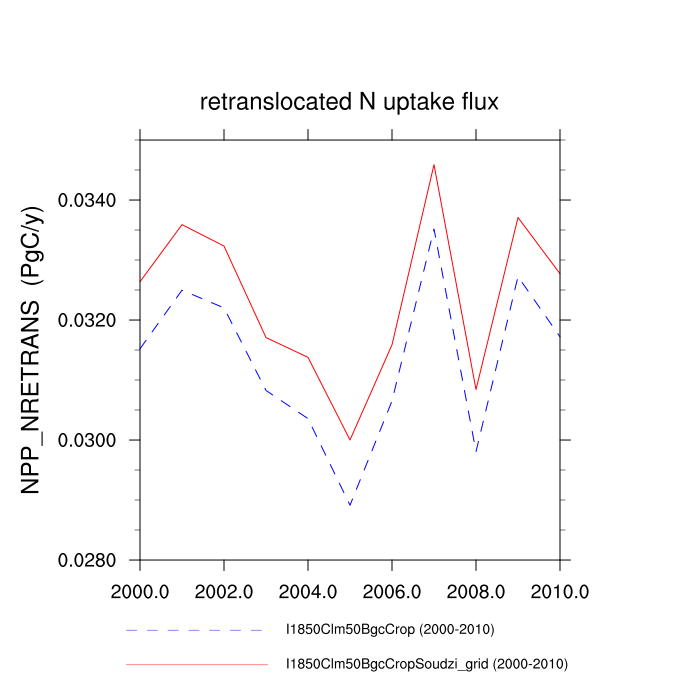 retranslocated N uptake flux
NPP_NRETRANS (PgC/y)
0.0340
0.0320
0.0300
0.0280
2000.0 2002.0 2004.0 2006.0 2008.0 2010.0
I1850Clm50BgcCrop (2000-2010)
I1850Clm50BgcCropSoudzi_grid (2000-2010)